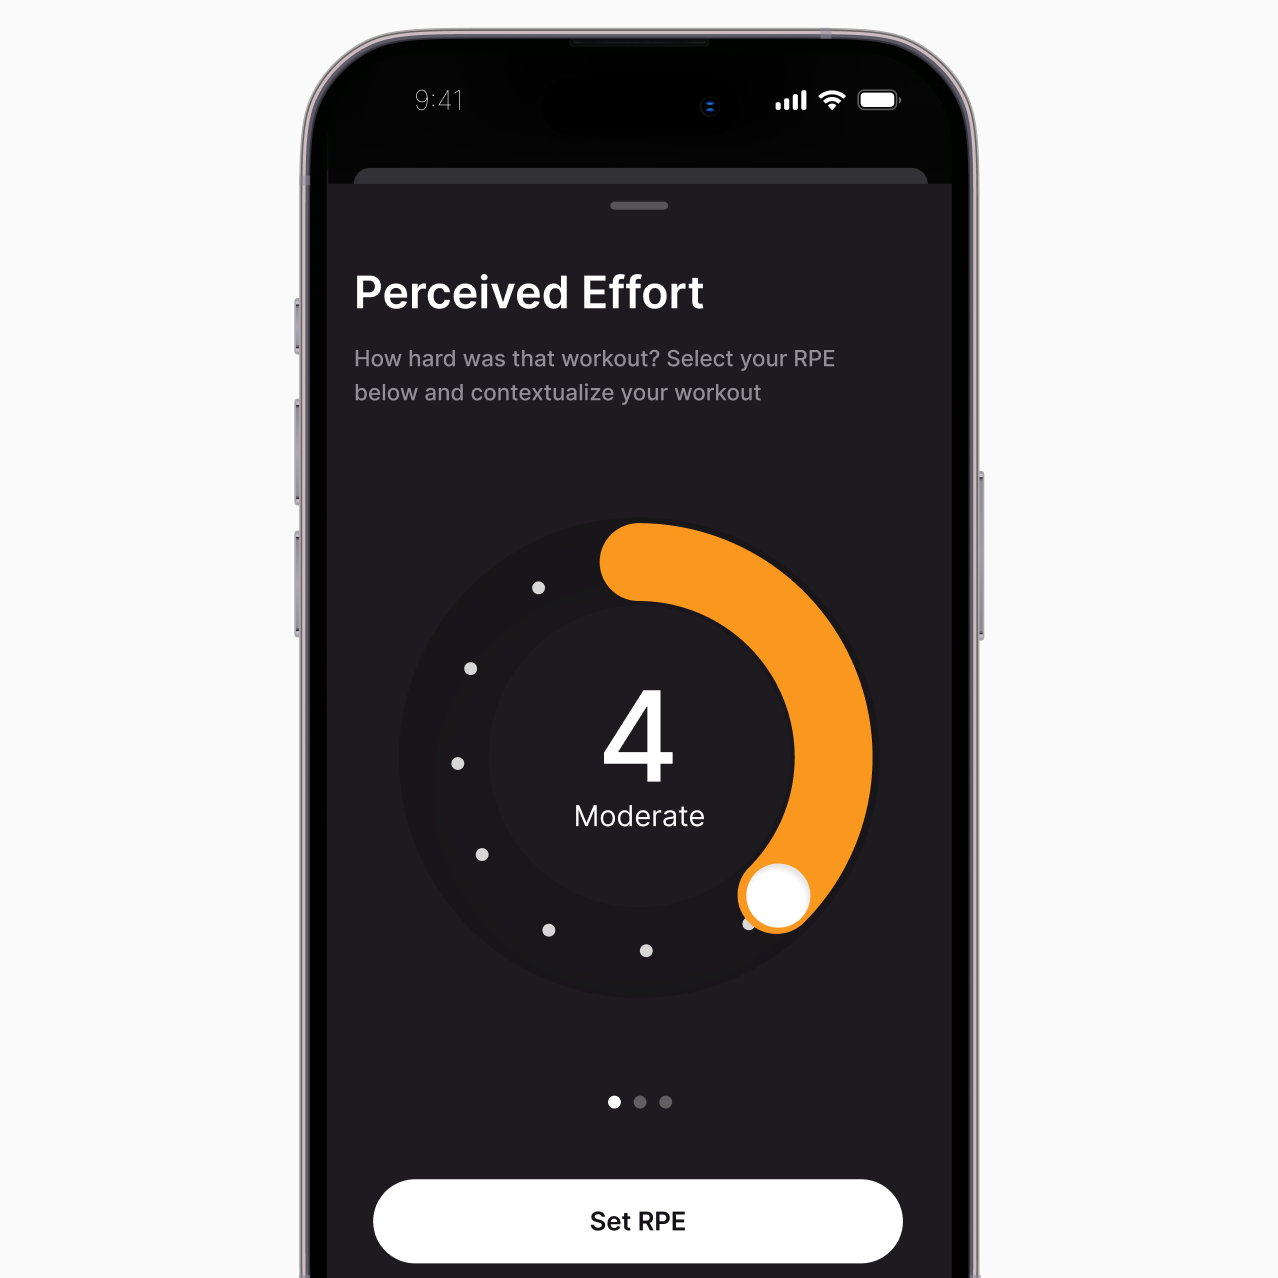 9:41
Perceived Effort
How hard was that workout? Select your RPE
below and contextualize your workout
4
Moderate
Set RPE